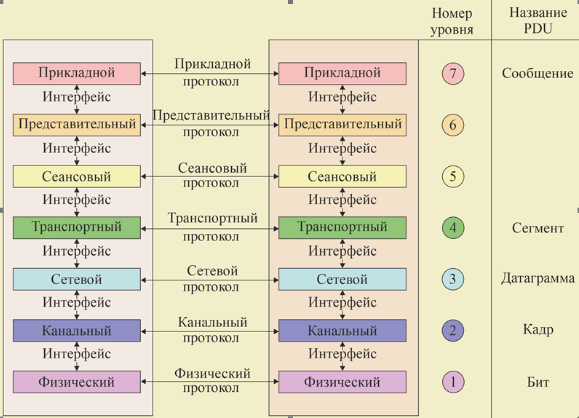 Номер уровня
Название PDU
Прикладной
Прикладной протокол
Прикладной
7
Сообщение
Интерфейс
Интерфейс
Представительный
Представительный протокол
Представительный
6
Интерфейс
Интерфейс
Сеансовый
Сеансовый протокол
Сеансовый
5
Интерфейс
Интерфейс
Транспортный
Транспортный протокол
Транспортный
4
Сегмент
Интерфейс
Интерфейс
Сетевой
Сетевой протокол
Сетевой
3
Датаграмма
Интерфейс
Интерфейс
Канальный
Канальный протокол
Канальный
2
Кадр
Интерфейс
Интерфейс
Физический
Физический протокол
Физический
1
Бит